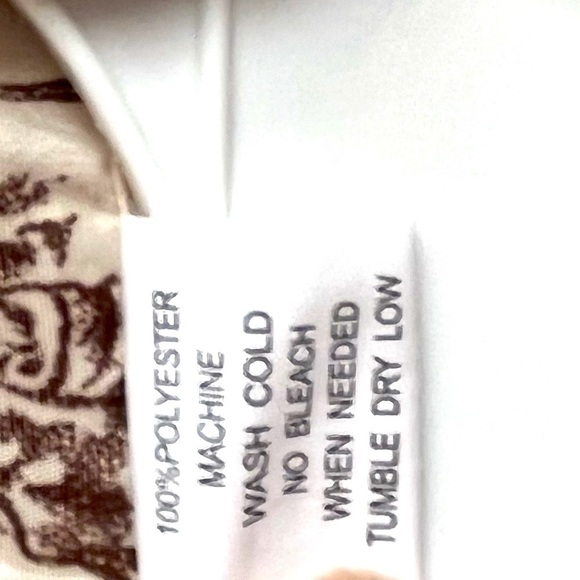 100%POLYESTER
MACHINE
WASH COLD
NO BLEACH
WHEN NEEDED
TUMBLE DRY LOW